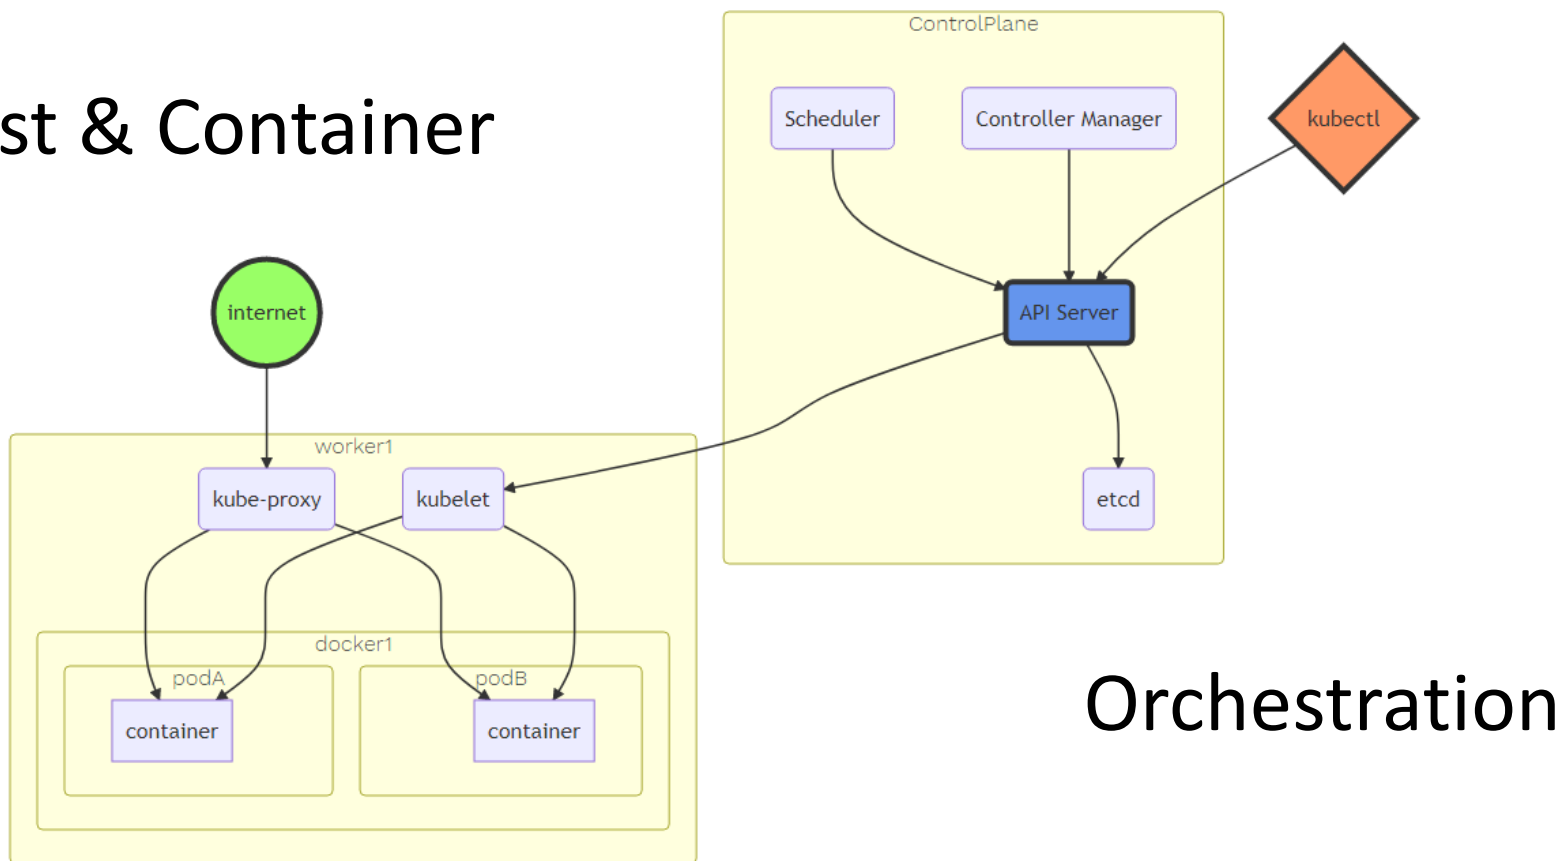 ControlPlane
st & Container
Scheduler
Controller Manager
kubectl
internet
API Server
worker1
kube-proxy
kubelet
etcd
docker1
podA
podB
container
container
Orchestration